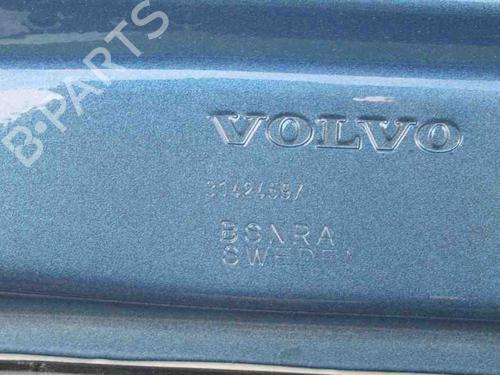 B-PARTS
VOLVO
31424597
BSNRA
SWEDEN